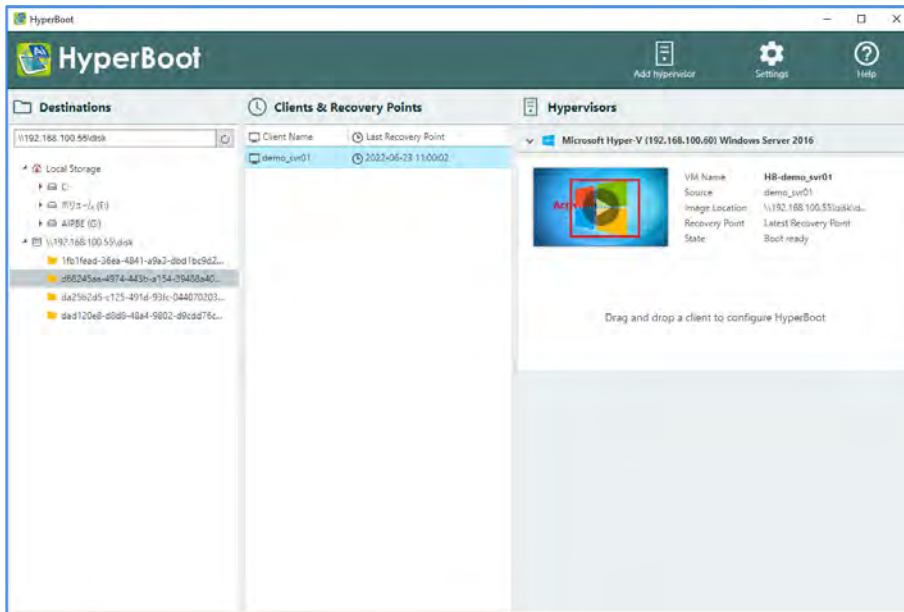 HyperBoot
HyperBoot
Add hypervisor
Settings
Help
Destinations
Clients & Recovery Points
Hypervisors
\\192.168.100.55\disk
Client Name
Last Recovery Point
demo_svr01
2022-06-23 11:00:02
Microsoft Hyper-V (192.168.100.60) Windows Server 2016
Local Storage
C:
ボリューム (F:)
AIPBE (G:)
\\192.168.100.55\disk
1fb1fead-36ea-4841-a9a3-dbd1bc9d2...
d68245aa-4974-443b-a154-39488a40...
da25b2d5-c125-491d-93fc-044070203...
dad120e8-d8d9-48a4-9802-d9cdd76c...
VM Name HB-demo_svr01
Source demo_svr01
Image Location \\192.168.100.55\disk\d...
Recovery Point Latest Recovery Point
State Boot ready
Drag and drop a client to configure HyperBoot